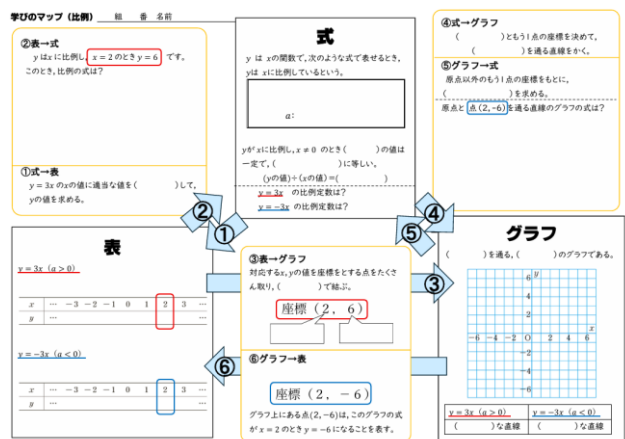 学びのマップ（比例）　組　番　名前
②表→式
yはxに比例し、x＝2のときy＝6　です。
このとき、比例の式は？
①式→表
y＝3x のxの値に適当な値を（　　　）して、
yの値を求める。
式
y は xの関数で、次のような式で表せるとき、
yは xに比例しているという。
a：
yがxに比例し、x≠0 のとき（　　　）の値は
一定で、（　　　）に等しい。
（yの値）÷（xの値）＝（　　　）
y＝3x　の比例定数は？
y＝－3x　の比例定数は？
④式→グラフ
（　　　）ともう1点の座標を決めて、
（　　　）を通る直線をかく。
⑤グラフ→式
原点以外のもう1点の座標をもとに、
（　　　）を求める。
原点と点(2,-6)を通る直線のグラフの式は？
②
①
④
⑤
表
y＝3x（a＞0）
x … －3 －2 －1 0 1 2 3 …
y …
y＝－3x（a＜0）
x … －3 －2 －1 0 1 2 3 …
y …
③表→グラフ
対応するx,yの値を座標とする点をたくさ
ん取り、（　　　）で結ぶ。
座標（2，6）
⑥グラフ→表
座標（2，－6）
グラフ上にある点(2,-6)は、このグラフの式
が x＝2 のとき y＝－6 になることを表す。
③
⑥
グラフ
（　　　）を通る、（　　　）のグラフである。
y
6
4
2
x
－6 －4 －2 O 2 4 6
－2
－4
－6
y＝3x（a＞0） y＝－3x（a＜0）
（　　　）な直線 （　　　）な直線